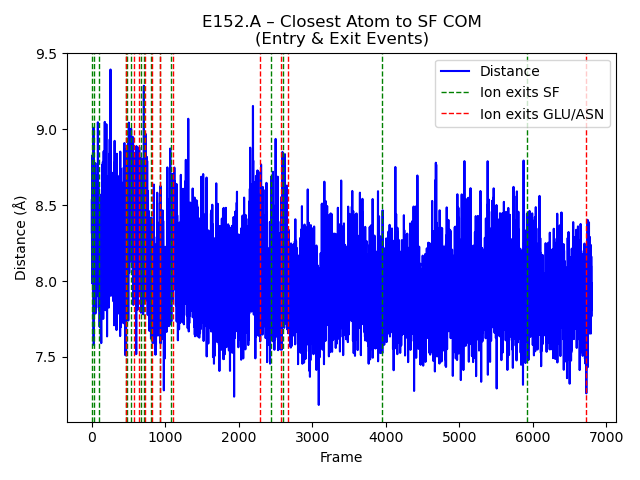 E152.A – Closest Atom to SF COM
(Entry & Exit Events)
Distance (Å)
9.5
9.0
8.5
8.0
7.5
Distance
Ion exits SF
Ion exits GLU/ASN
0 1000 2000 3000 4000 5000 6000 7000
Frame